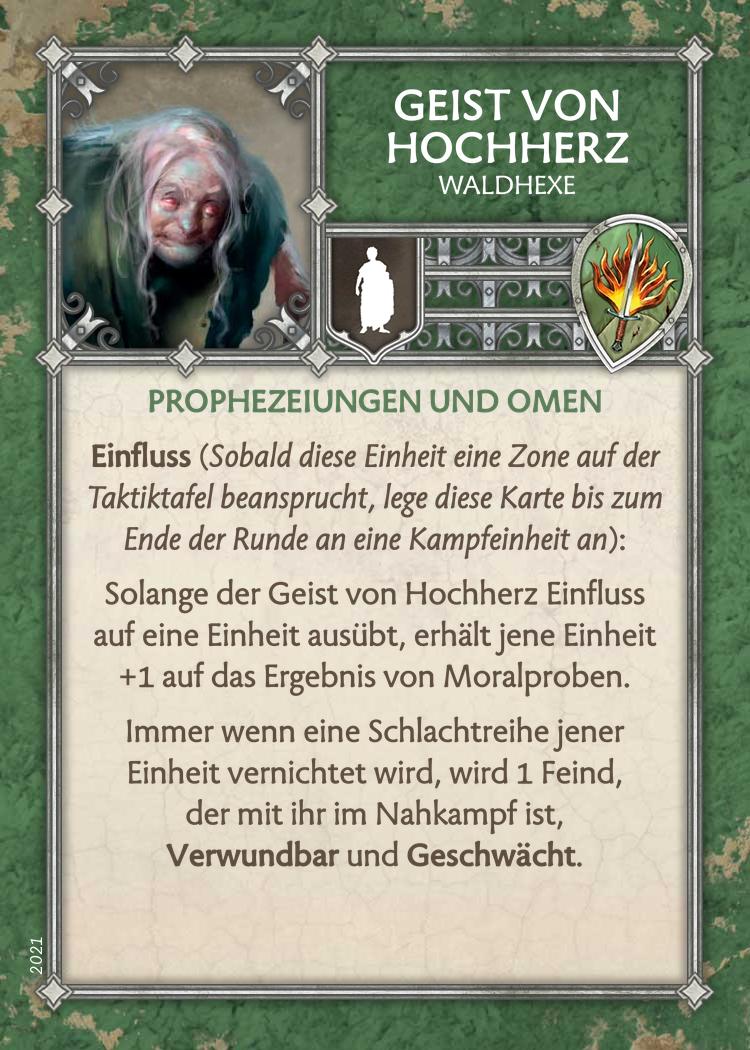 GEIST VON
HOCHHERZ
WALDHEXE
PROPHEZEIUNGEN UND OMEN
Einfluss (Sobald diese Einheit eine Zone auf der
Taktiktafel beansprucht, lege diese Karte bis zum
Ende der Runde an eine Kampfeinheit an):
Solange der Geist von Hochherz Einfluss
auf eine Einheit ausübt, erhält jene Einheit
+1 auf das Ergebnis von Moralproben.
Immer wenn eine Schlachtreihe jener
Einheit vernichtet wird, wird 1 Feind,
der mit ihr im Nahkampf ist,
Verwundbar und Geschwächt.
2021